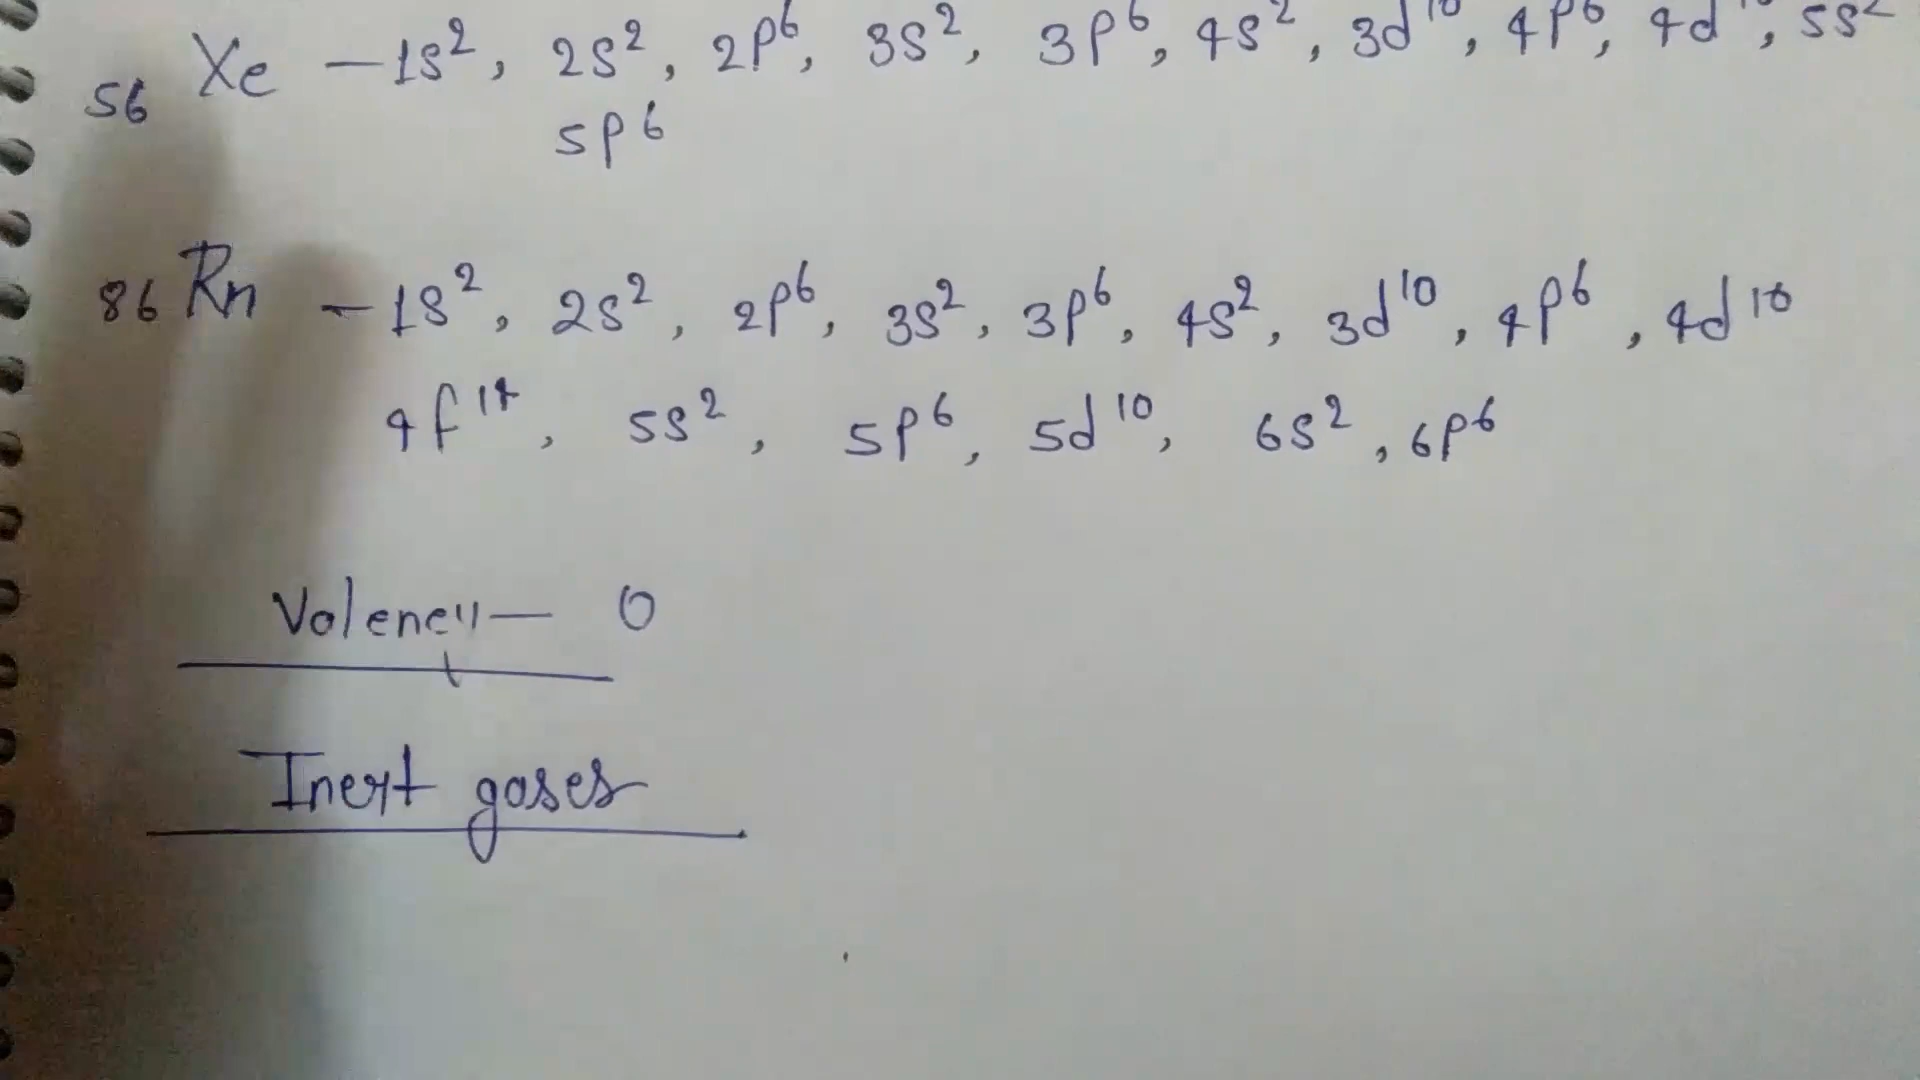 56 Xe – 1s², 2s², 2p⁶, 3s², 3p⁶, 4s², 3d¹⁰, 4p⁶, 4d¹⁰, 5s²
5p⁶
86 Rn – 1s², 2s², 2p⁶, 3s², 3p⁶, 4s², 3d¹⁰, 4p⁶, 4d¹⁰
4f¹⁴, 5s², 5p⁶, 5d¹⁰, 6s², 6p⁶
Valency – 0
Inert gases